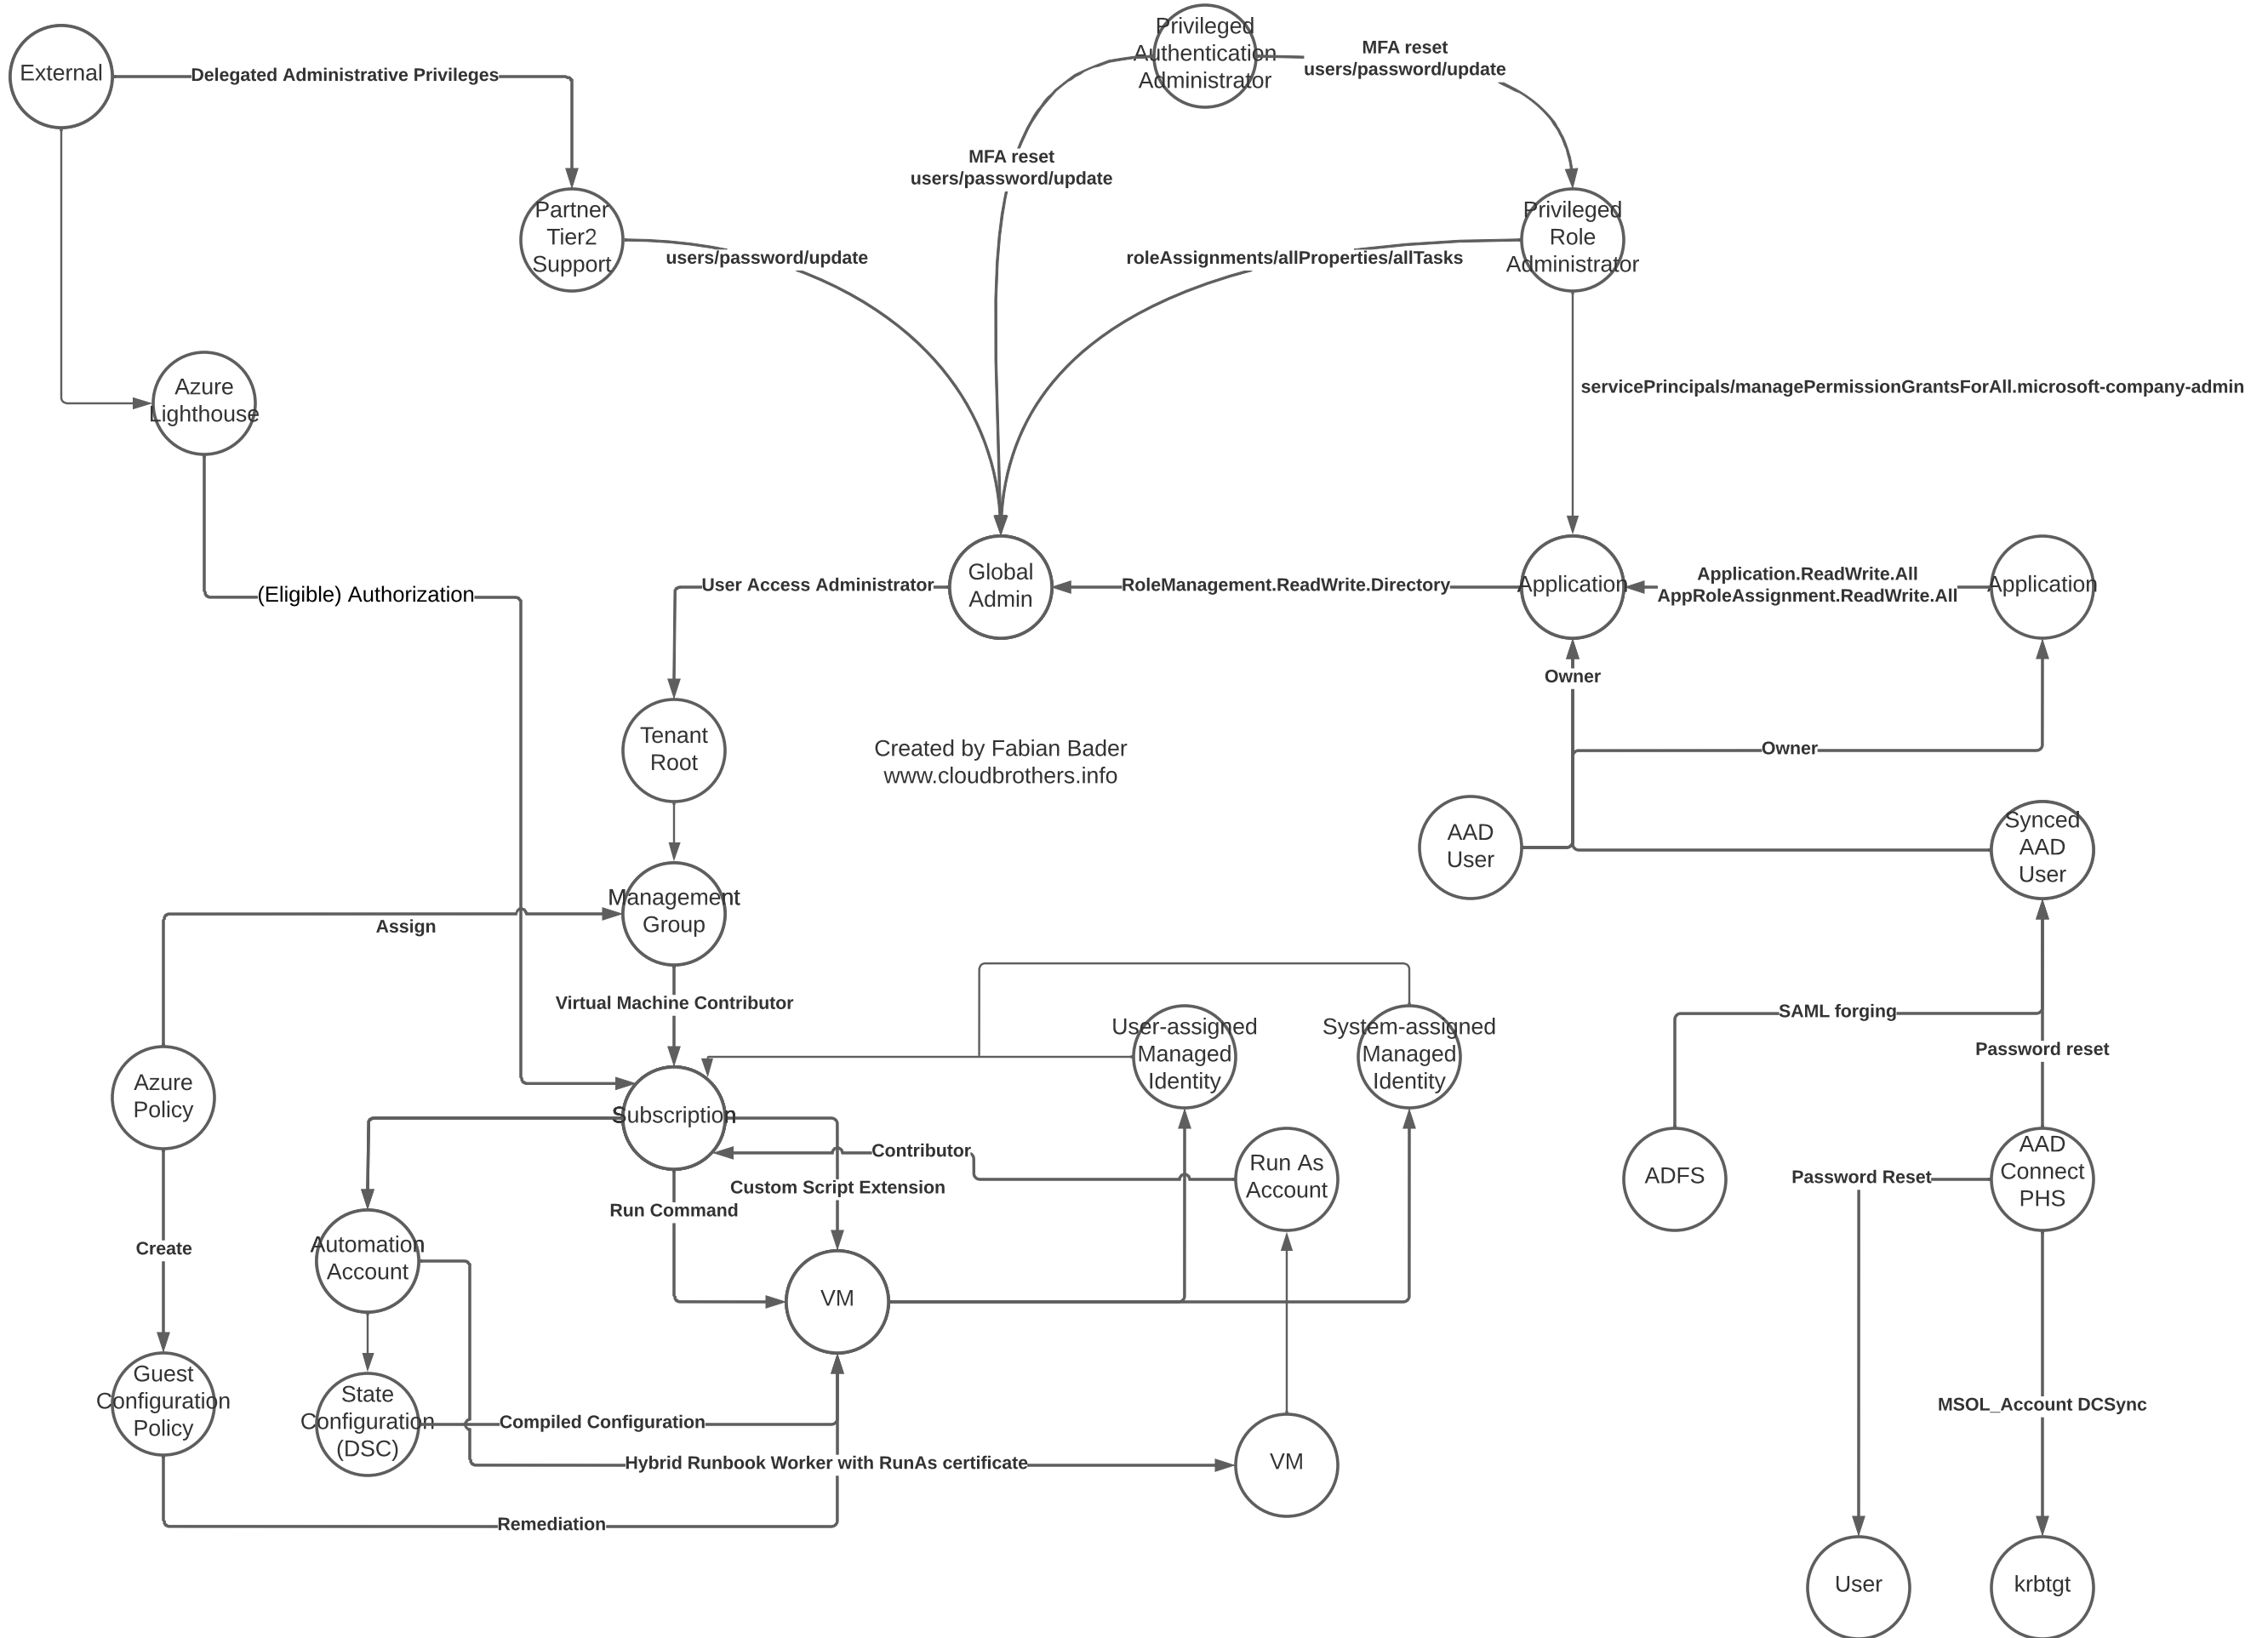 Privileged
Authentication
Administrator
MFA reset
users/password/update
External
Delegated Administrative Privileges
MFA reset
users/password/update
Partner
Tier2
Support
Privileged
Role
Administrator
users/password/update
roleAssignments/allProperties/allTasks
Azure
Lighthouse
servicePrincipals/managePermissionGrantsForAll.microsoft-company-admin
(Eligible) Authorization
User Access Administrator
Global
Admin
RoleManagement.ReadWrite.Directory
Application
Application.ReadWrite.All
AppRoleAssignment.ReadWrite.All
Application
Owner
Tenant
Root
Created by Fabian Bader
www.cloudbrothers.info
Owner
AAD
User
Synced
AAD
User
Management
Group
Assign
Virtual Machine Contributor
User-assigned
Managed
Identity
System-assigned
Managed
Identity
SAML forging
Password reset
Azure
Policy
Subscription
Contributor
Run As
Account
ADFS
Password Reset
AAD
Connect
PHS
Custom Script Extension
Run Command
Create
Automation
Account
VM
Guest
Configuration
Policy
State
Configuration
(DSC)
Compiled Configuration
MSOL_Account DCSync
Hybrid Runbook Worker with RunAs certificate
VM
Remediation
User
krbtgt